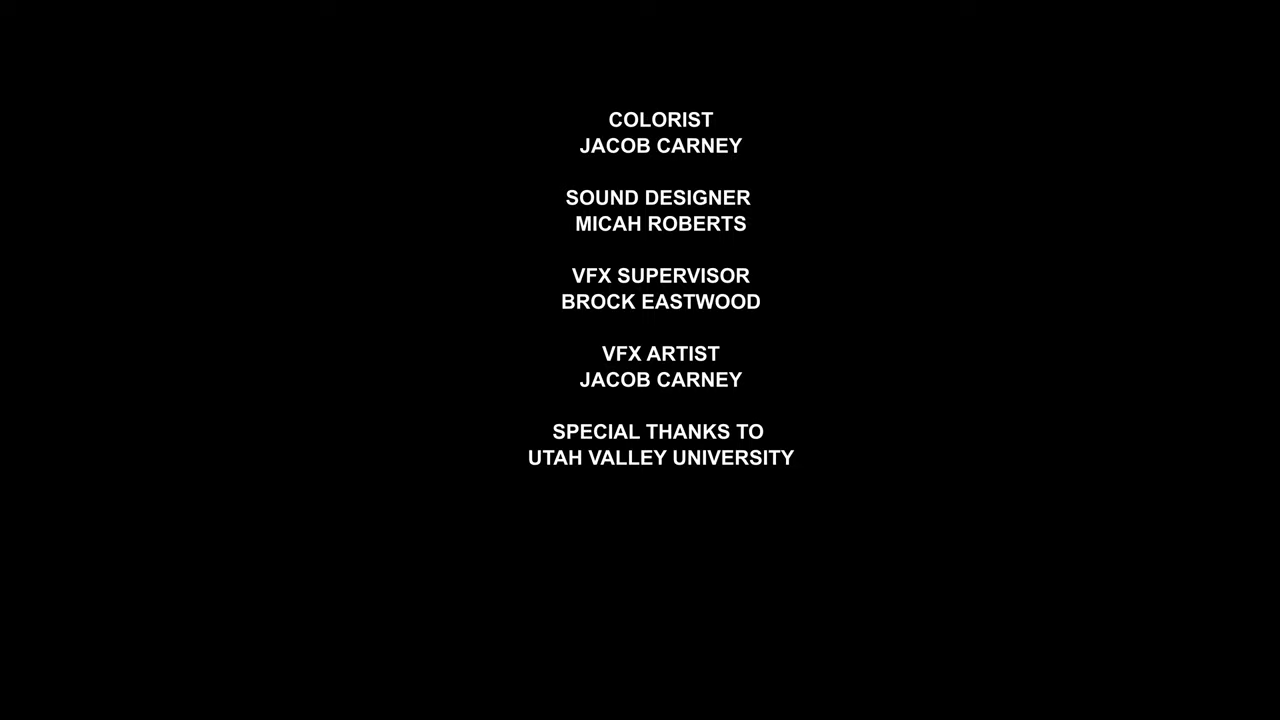 COLORIST
JACOB CARNEY
SOUND DESIGNER
MICAH ROBERTS
VFX SUPERVISOR
BROCK EASTWOOD
VFX ARTIST
JACOB CARNEY
SPECIAL THANKS TO
UTAH VALLEY UNIVERSITY